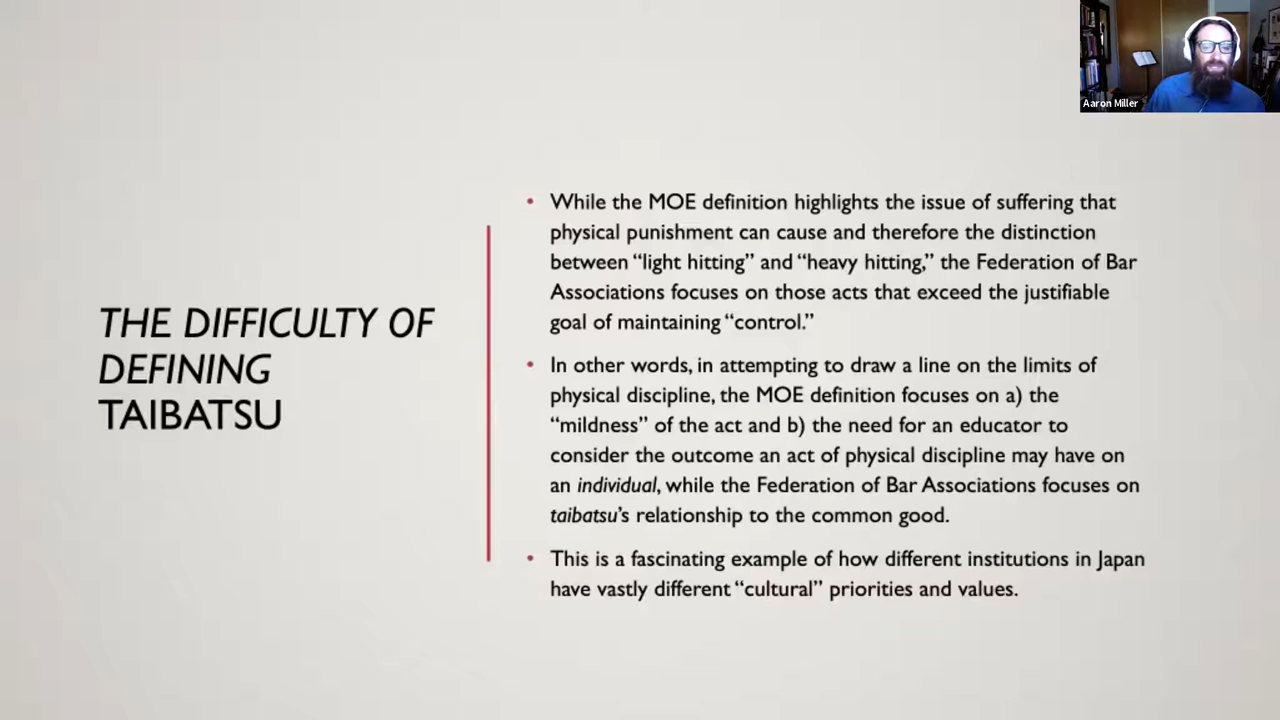 Aaron Miller
THE DIFFICULTY OF
DEFINING
TAIBATSU
• While the MOE definition highlights the issue of suffering that
physical punishment can cause and therefore the distinction
between “light hitting” and “heavy hitting,” the Federation of Bar
Associations focuses on those acts that exceed the justifiable
goal of maintaining “control.”
• In other words, in attempting to draw a line on the limits of
physical discipline, the MOE definition focuses on a) the
“mildness” of the act and b) the need for an educator to
consider the outcome an act of physical discipline may have on
an individual, while the Federation of Bar Associations focuses on
taibatsu’s relationship to the common good.
• This is a fascinating example of how different institutions in Japan
have vastly different “cultural” priorities and values.